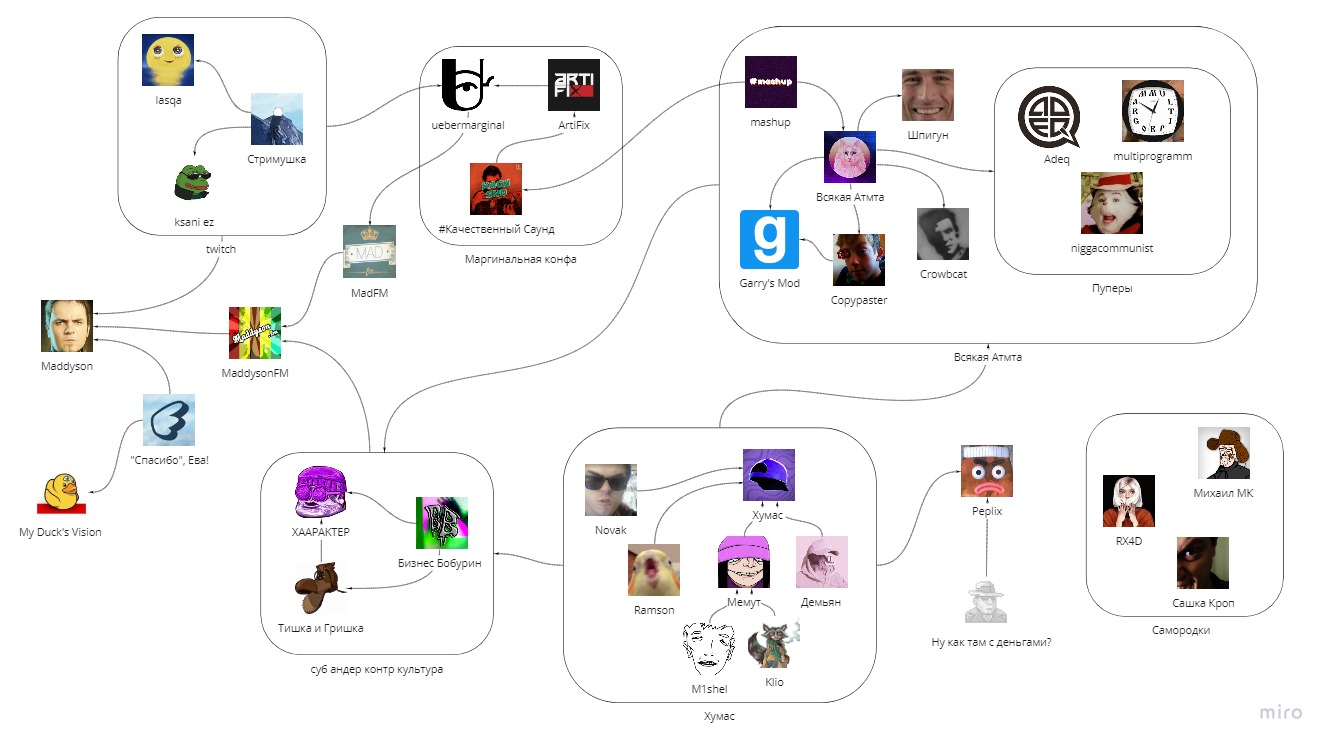 lasqa
Стримушка
ksani ez
twitch
uebermarginal
ARTI
FIX
ArtiFix
#Качественный Саунд
Маргинальная конфа
MAD
MadFM
Maddyson
MaddysonFM
"Спасибо", Ева!
My Duck's Vision
#mashup
mashup
Шпигун
Всякая Атмта
g
Garry's Mod
Copypaster
Crowbcat
Adeq
multiprogramm
niggacommunist
Пуперы
Всякая Атмта
XAAPAKTEP
Бизнес Бобурин
Тишка и Гришка
суб андер контр культура
Novak
Хумас
Ramson
Мемут
Демьян
M1shel
Klio
Хумас
Peplix
Ну как там с деньгами?
Михаил МК
RX4D
Сашка Кроп
Самородки
miro